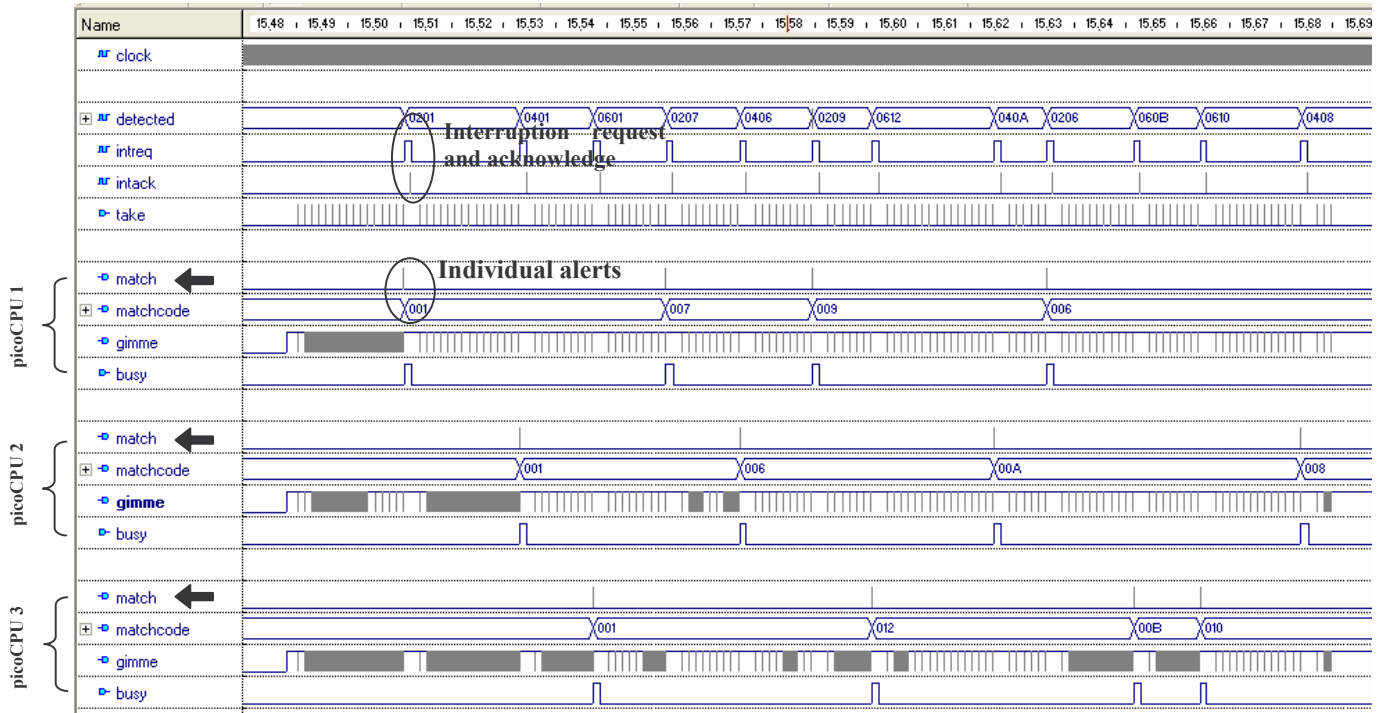 Name 15,48 15,49 15,50 15,51 15,52 15,53 15,54 15,55 15,56 15,57 15,58 15,59 15,60 15,61 15,62 15,63 15,64 15,65 15,66 15,67 15,68 15,69
clock
detected 0201 0401 0601 0207 0406 0209 0612 040A 0206 060B 0610 0408
Interruption request
intreq
and acknowledge
intack
take
picoCPU 1
match Individual alerts
matchcode 001 007 009 006
gimme
busy
picoCPU 2
match
matchcode 001 006 00A 008
gimme
busy
picoCPU 3
match
matchcode 001 012 00B 010
gimme
busy